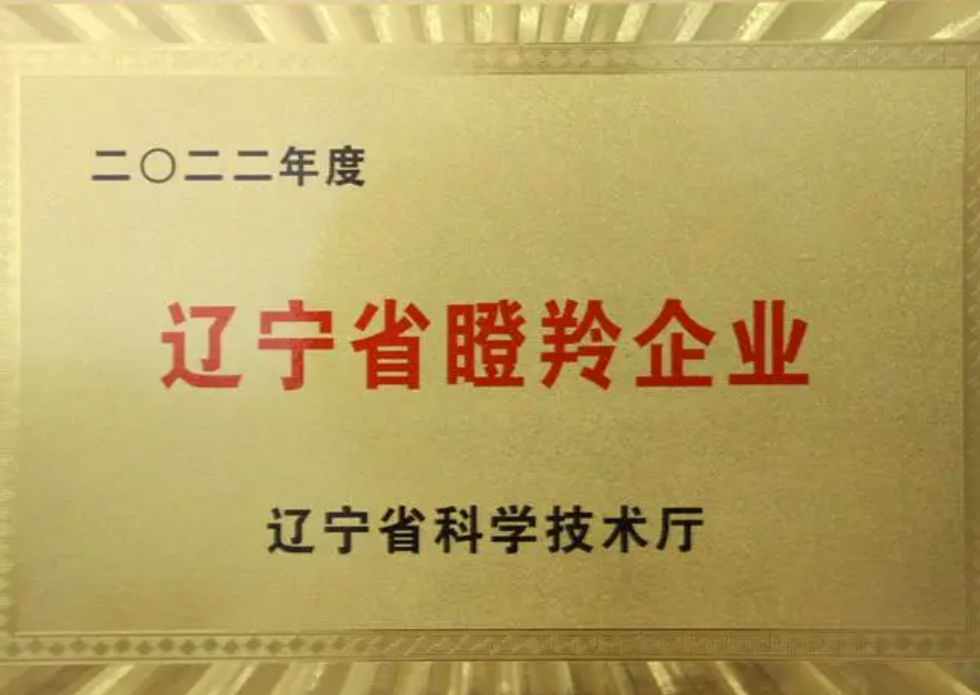 二〇二二年度
辽宁省瞪羚企业
辽宁省科学技术厅